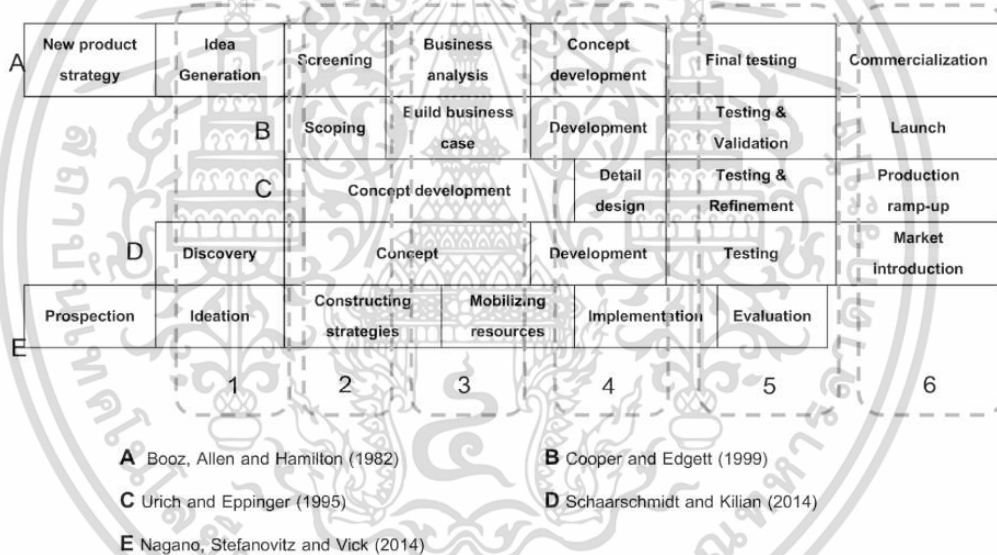 A
New product strategy
Idea Generation
Screening
Business analysis
Concept development
Final testing
Commercialization
B
Scoping
Build business case
Development
Testing & Validation
Launch
C
Concept development
Detail design
Testing & Refinement
Production ramp-up
D
Discovery
Concept
Development
Testing
Market introduction
E
Prospection
Ideation
Constructing strategies
Mobilizing resources
Implementation
Evaluation
1 2 3 4 5 6
A Booz, Allen and Hamilton (1982)
B Cooper and Edgett (1999)
C Urich and Eppinger (1995)
D Schaarschmidt and Kilian (2014)
E Nagano, Stefanovitz and Vick (2014)